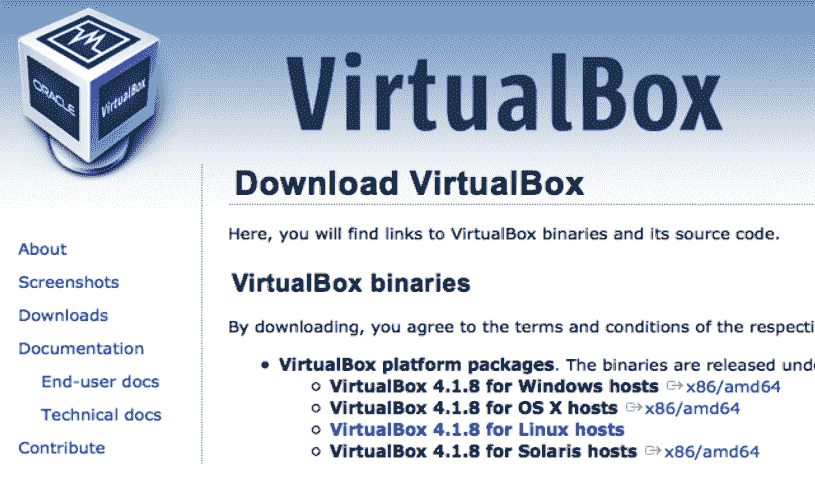 ORACLE
VirtualBox
VirtualBox
Download VirtualBox
Here, you will find links to VirtualBox binaries and its source code.
VirtualBox binaries
By downloading, you agree to the terms and conditions of the respecti
• VirtualBox platform packages. The binaries are released und
○ VirtualBox 4.1.8 for Windows hosts x86/amd64
○ VirtualBox 4.1.8 for OS X hosts x86/amd64
○ VirtualBox 4.1.8 for Linux hosts
○ VirtualBox 4.1.8 for Solaris hosts x86/amd64
About
Screenshots
Downloads
Documentation
End-user docs
Technical docs
Contribute